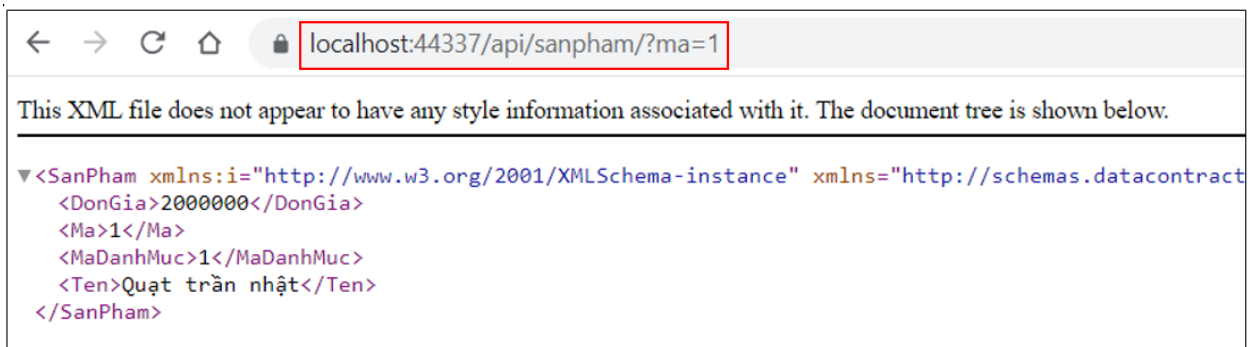 localhost:44337/api/sanpham/?ma=1
This XML file does not appear to have any style information associated with it. The document tree is shown below.
▼<SanPham xmlns:i="http://www.w3.org/2001/XMLSchema-instance" xmlns="http://schemas.datacontract
<DonGia>2000000</DonGia>
<Ma>1</Ma>
<MaDanhMuc>1</MaDanhMuc>
<Ten>Quạt trần nhật</Ten>
</SanPham>